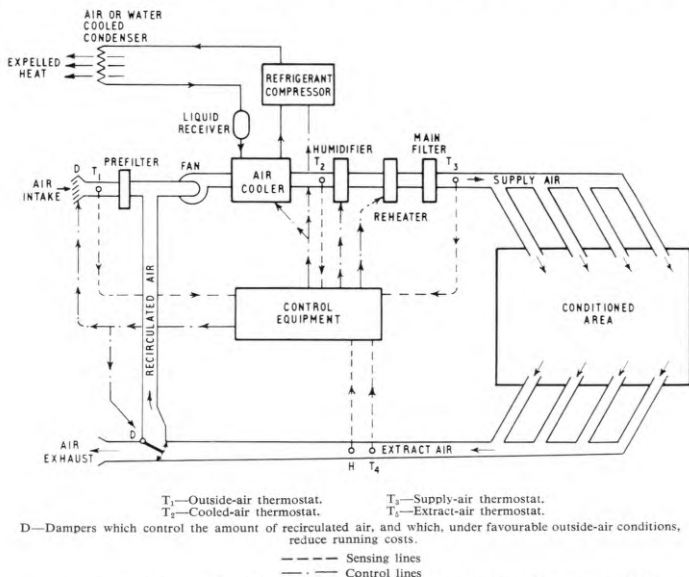 AIR OR WATER
COOLED
CONDENSER
EXPELLED
HEAT
REFRIGERANT
COMPRESSOR
LIQUID
RECEIVER
D
T1
PREFILTER
FAN
AIR
COOLER
T2
HUMIDIFIER
MAIN
FILTER
T3
SUPPLY AIR
AIR
INTAKE
REHEATER
RECIRCULATED AIR
CONTROL
EQUIPMENT
CONDITIONED
AREA
D
AIR
EXHAUST
H
T4
EXTRACT AIR
T₁—Outside-air thermostat.
T₃—Supply-air thermostat.
T₂—Cooled-air thermostat.
T₅—Extract-air thermostat.
D—Dampers which control the amount of recirculated air, and which, under favourable outside-air conditions,
reduce running costs.
Sensing lines
Control lines